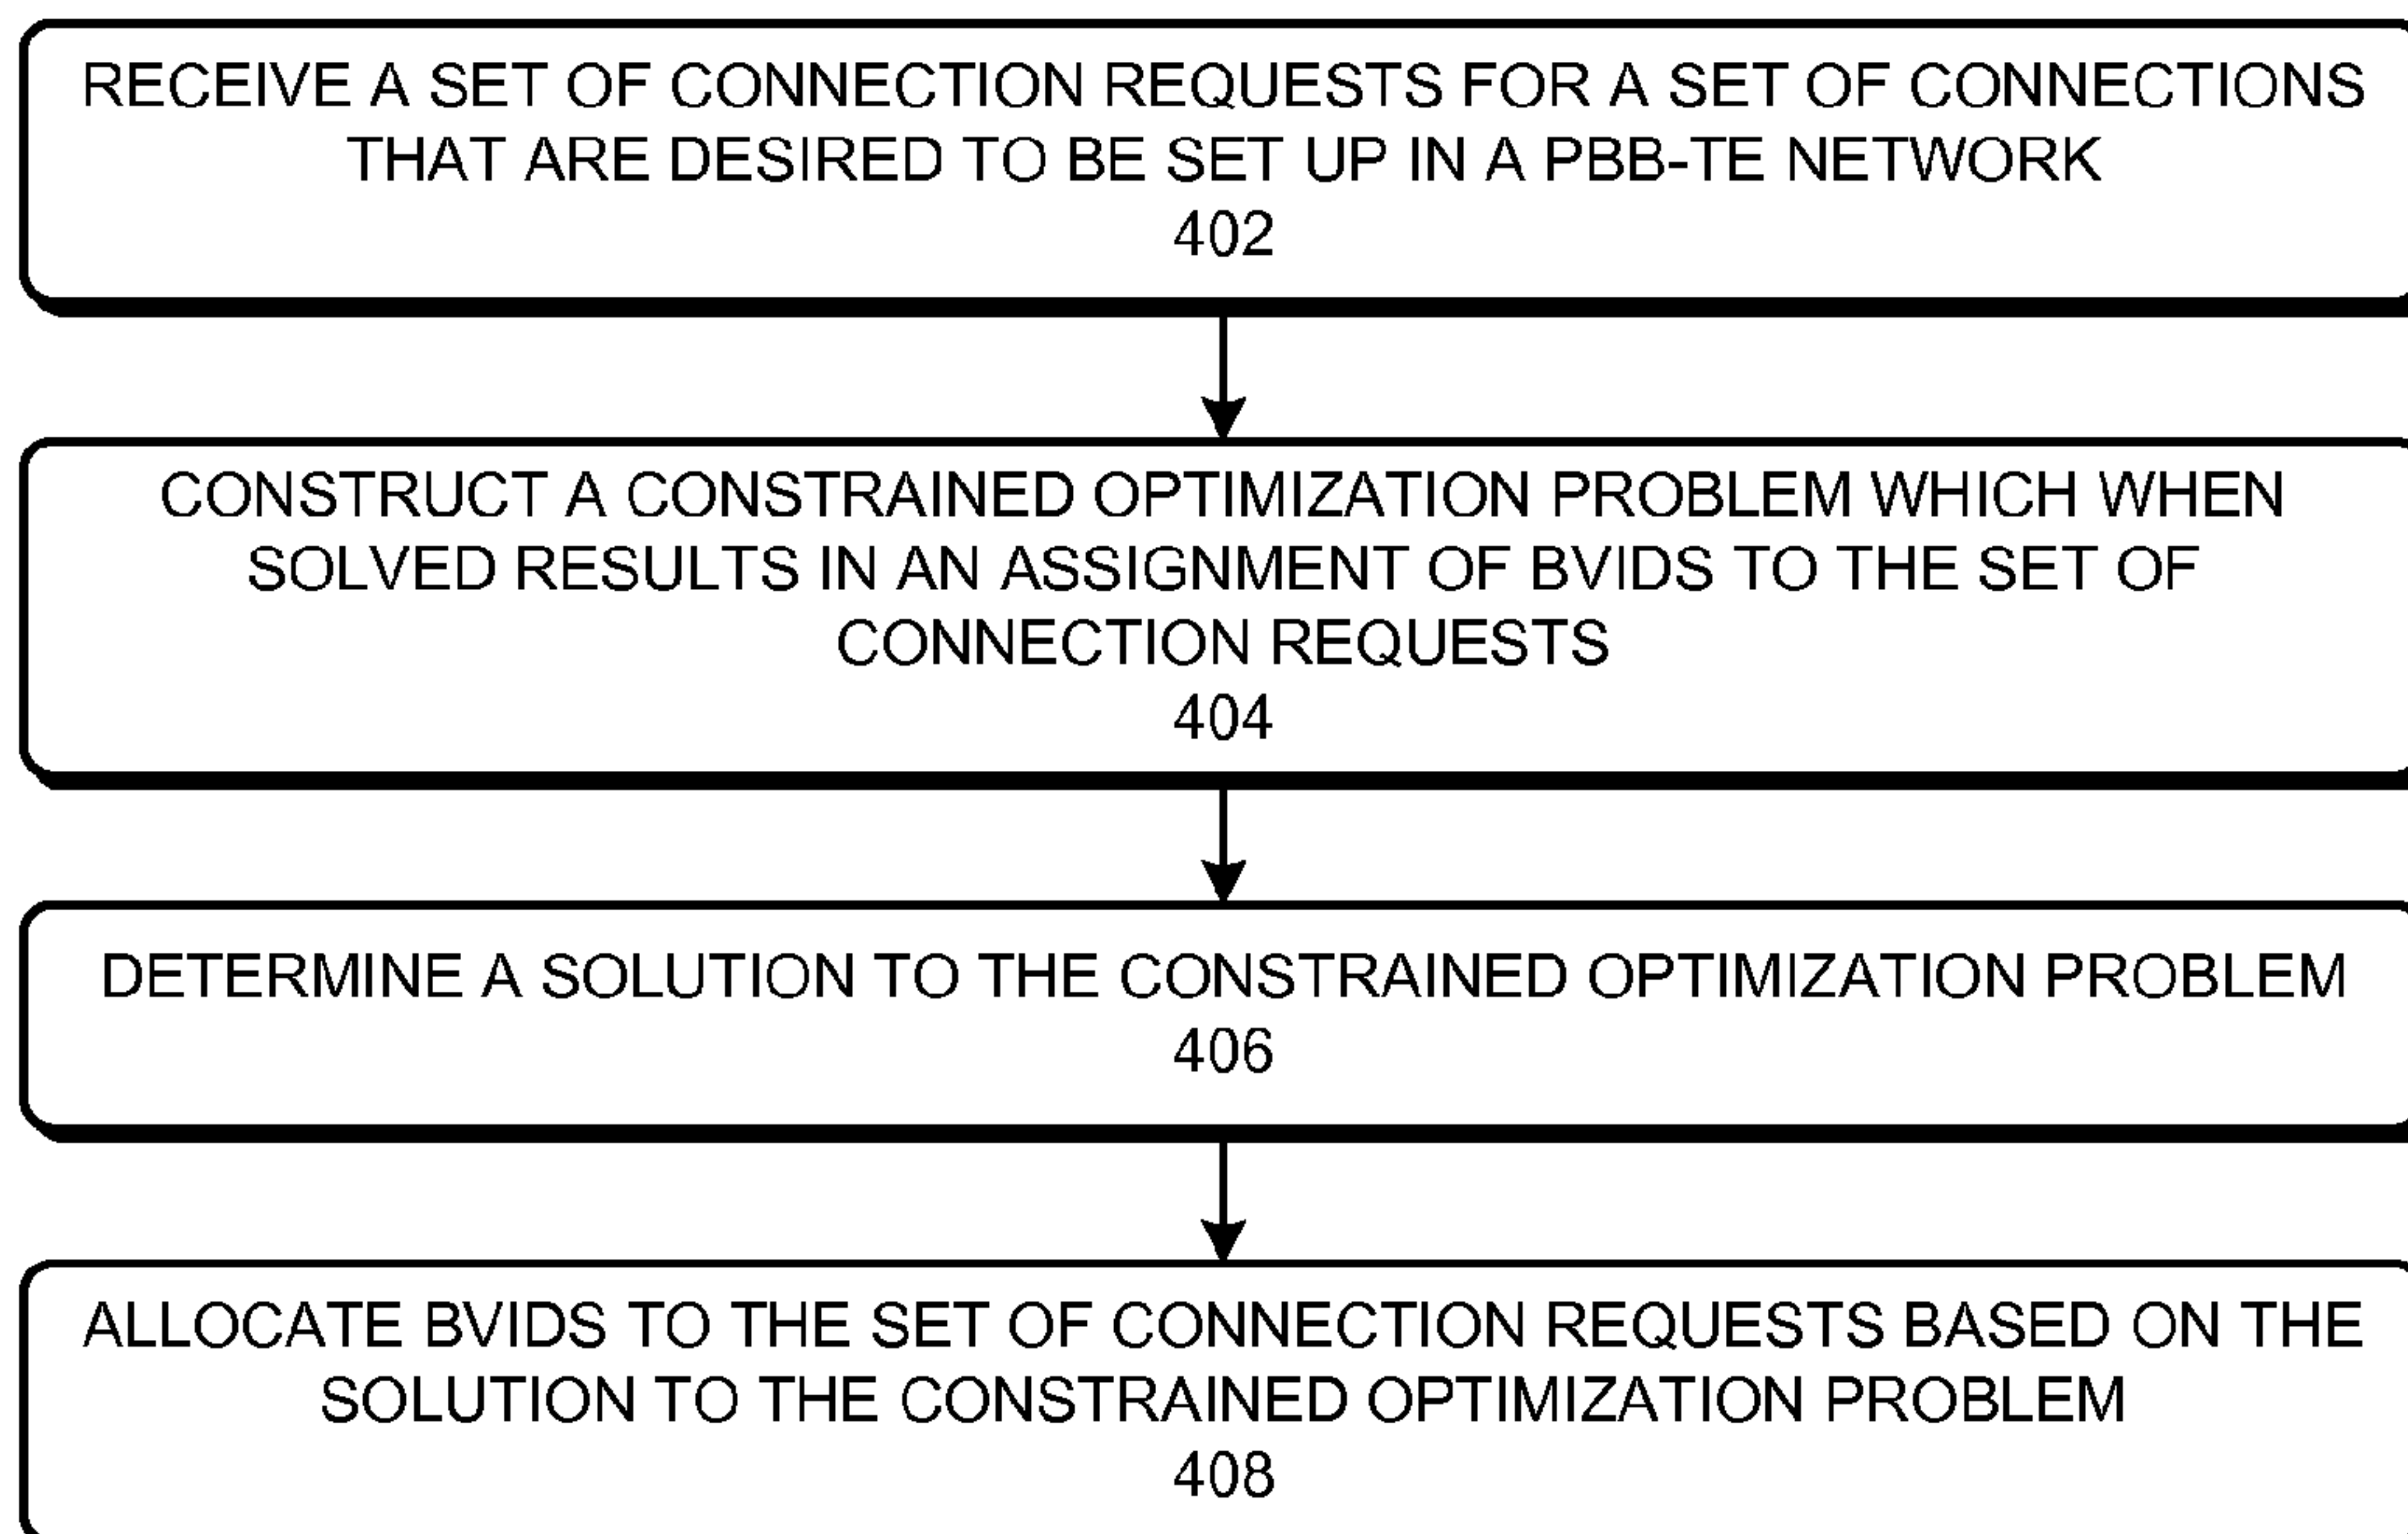 RECEIVE A SET OF CONNECTION REQUESTS FOR A SET OF CONNECTIONS
THAT ARE DESIRED TO BE SET UP IN A PBB-TE NETWORK
402
CONSTRUCT A CONSTRAINED OPTIMIZATION PROBLEM WHICH WHEN
SOLVED RESULTS IN AN ASSIGNMENT OF BVIDS TO THE SET OF
CONNECTION REQUESTS
404
DETERMINE A SOLUTION TO THE CONSTRAINED OPTIMIZATION PROBLEM
406
ALLOCATE BVIDS TO THE SET OF CONNECTION REQUESTS BASED ON THE
SOLUTION TO THE CONSTRAINED OPTIMIZATION PROBLEM
408